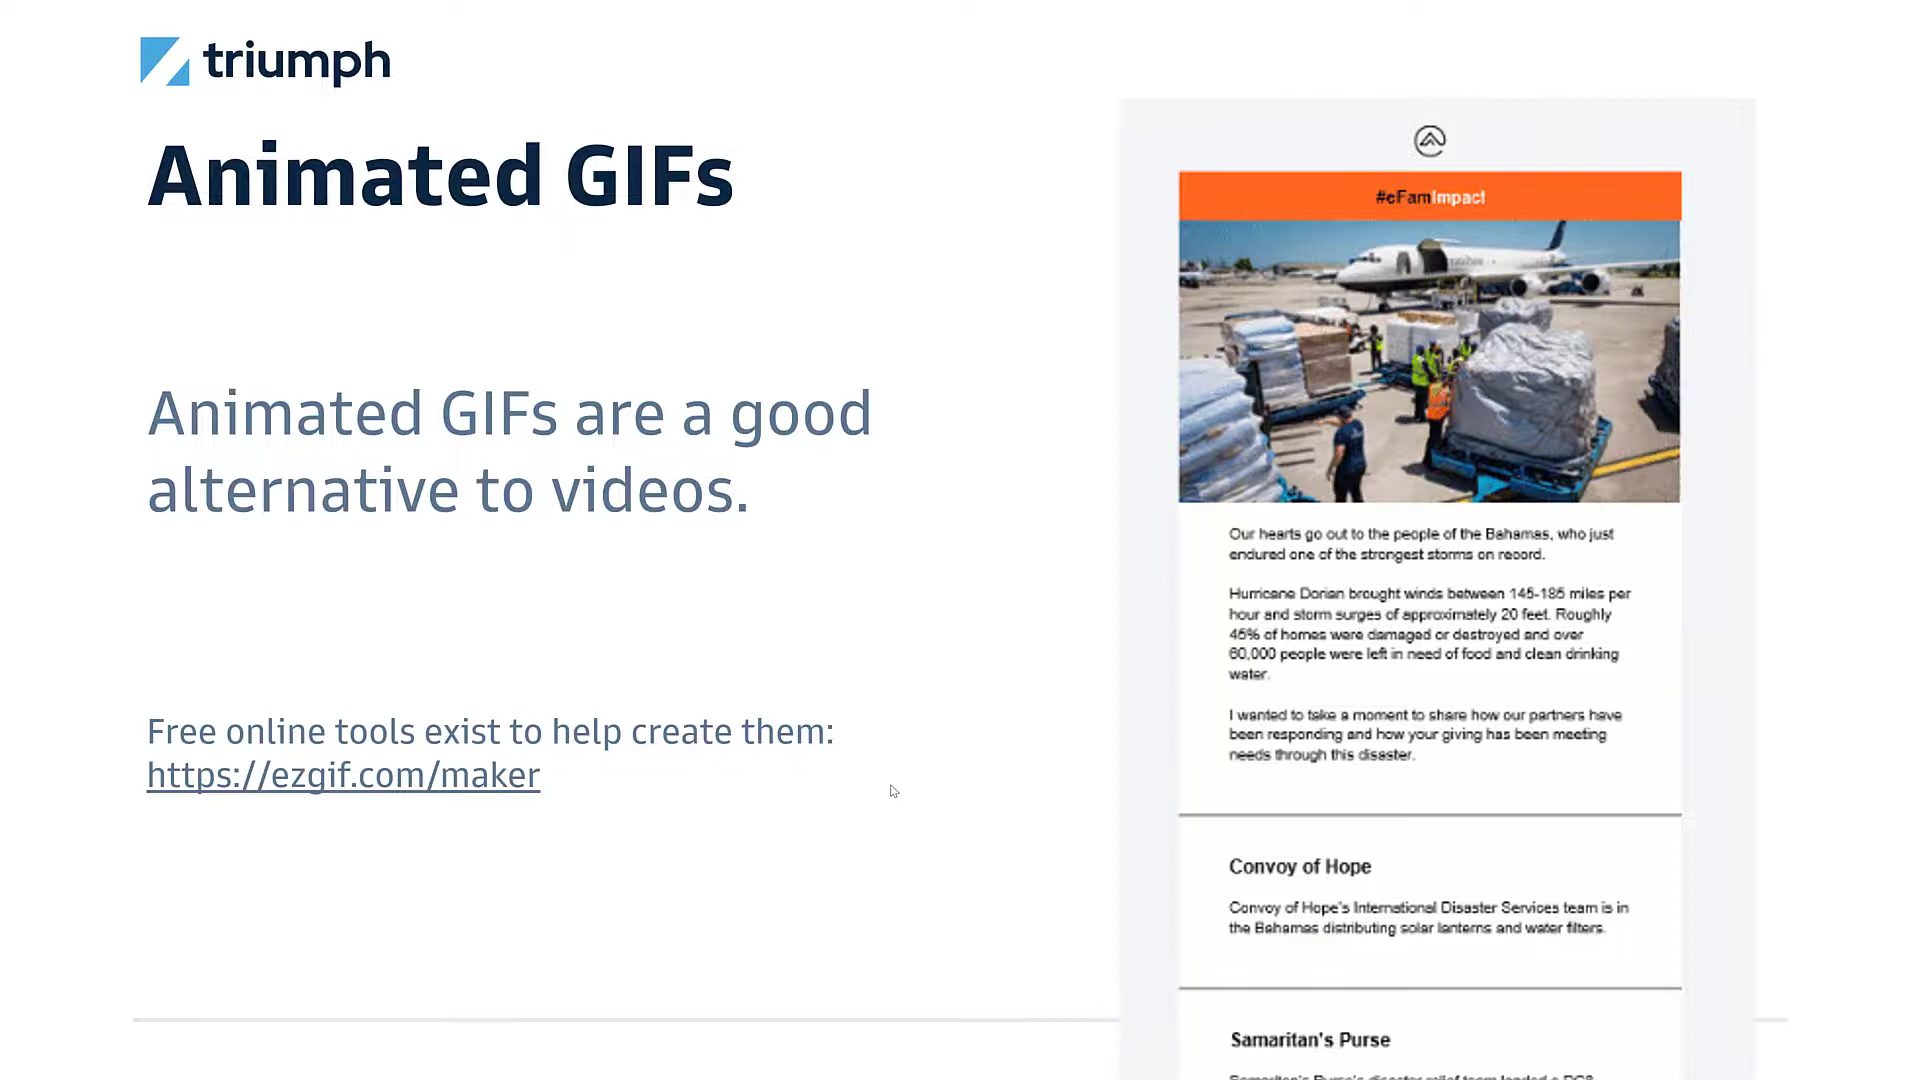 triumph
Animated GIFs
Animated GIFs are a good
alternative to videos.
Free online tools exist to help create them:
https://ezgif.com/maker
#eFamImpact
Our hearts go out to the people of the Bahamas, who just
endured one of the strongest storms on record.
Hurricane Dorian brought winds between 145-185 miles per
hour and storm surges of approximately 20 feet. Roughly
45% of homes were damaged or destroyed and over
60,000 people were left in need of food and clean drinking
water.
I wanted to take a moment to share how our partners have
been responding and how your giving has been meeting
needs through this disaster.
Convoy of Hope
Convoy of Hope's International Disaster Services team is in
the Bahamas distributing solar lanterns and water filters.
Samaritan's Purse